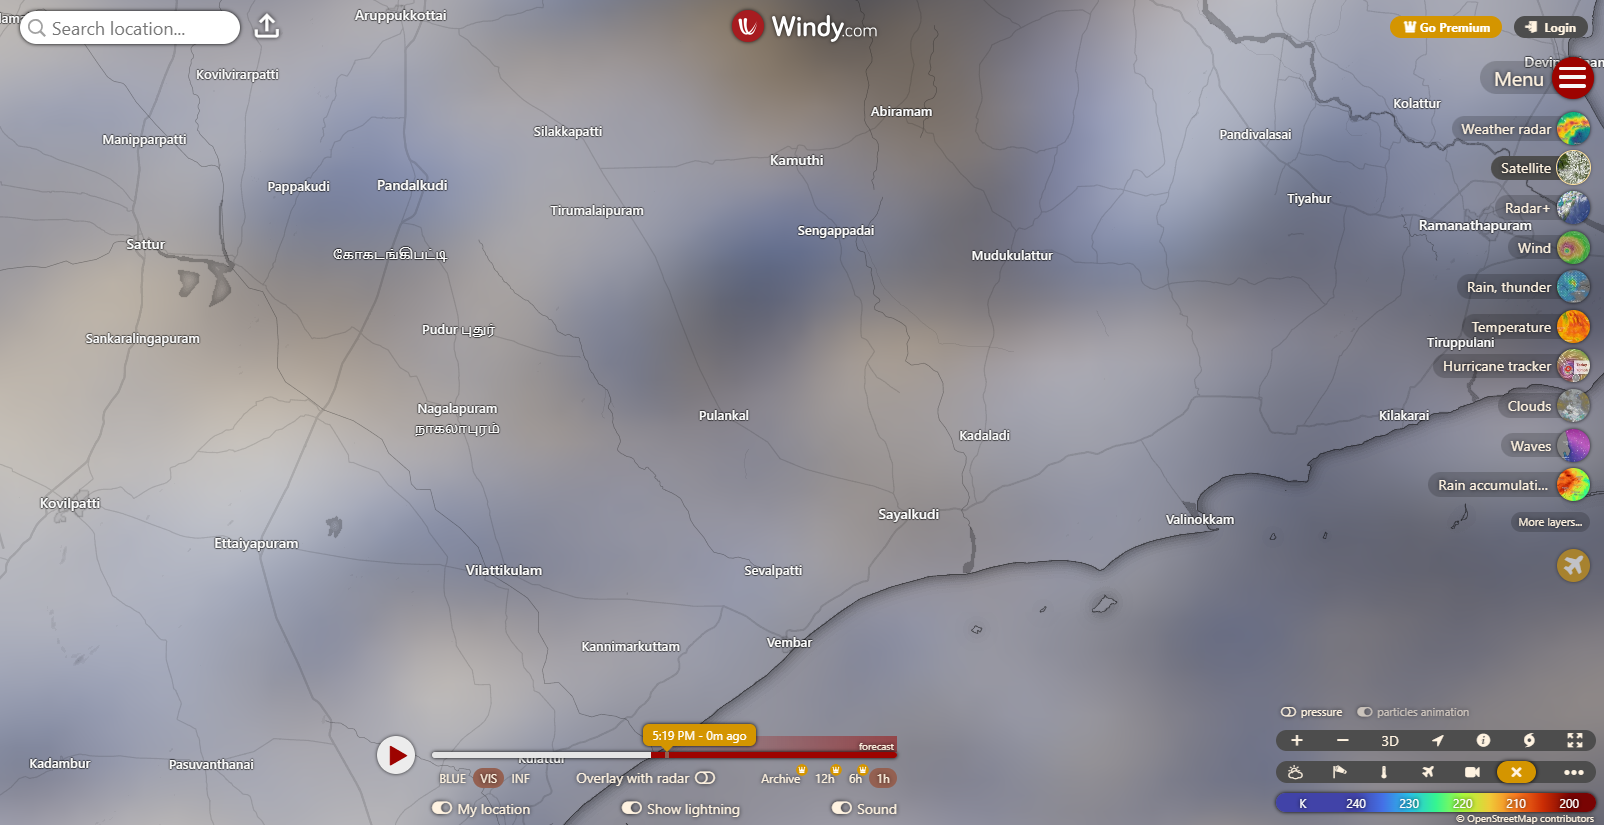 Search location...
Windy.com
Go Premium
Login
Menu
Weather radar
Satellite
Radar+
Wind
Rain, thunder
Temperature
Hurricane tracker
Clouds
Waves
Rain accumulati...
More layers...
Aruppukkottai
Kovilvirarpatti
Abiramam
Kolattur
Silakkapatti
Pandivalasai
Manipparpatti
Kamuthi
Pappakudi
Pandalkudi
Tiyahur
Tirumalaipuram
Ramanathapuram
Sengappadai
Sattur
கோகடங்கிபட்டி
Mudukulattur
Pudur புதுர்
Sankaralingapuram
Tiruppulani
Nagalapuram
நாகலாபுரம்
Pulankal
Kilakarai
Kadaladi
Kovilpatti
Sayalkudi
Valinokkam
Ettaiyapuram
Vilattikulam
Sevalpatti
Kannimarkuttam
Vembar
Kadambur
Pasuvanthanai
Kulattur
5:19 PM - 0m ago
forecast
BLUE VIS INF
Overlay with radar
Archive 12h 6h 1h
My location
Show lightning
Sound
pressure
particles animation
3D
K 240 230 220 210 200
© OpenStreetMap contributors